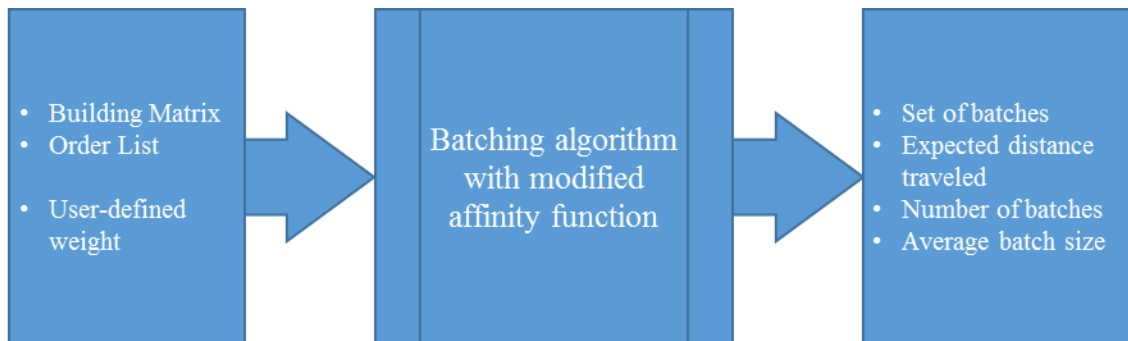 • Building Matrix
• Order List
• User-defined
weight
Batching algorithm
with modified
affinity function
• Set of batches
• Expected distance
traveled
• Number of batches
• Average batch size